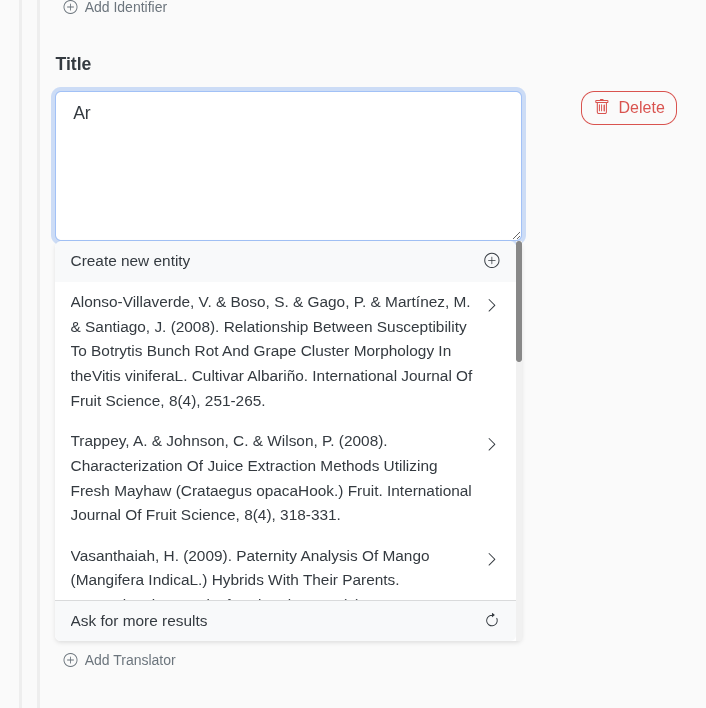 Add Identifier
Title
Ar
Delete
Create new entity
Alonso-Villaverde, V. & Boso, S. & Gago, P. & Martínez, M.
& Santiago, J. (2008). Relationship Between Susceptibility
To Botrytis Bunch Rot And Grape Cluster Morphology In
theVitis viniferaL. Cultivar Albariño. International Journal Of
Fruit Science, 8(4), 251-265.
Trappey, A. & Johnson, C. & Wilson, P. (2008).
Characterization Of Juice Extraction Methods Utilizing
Fresh Mayhaw (Crataegus opacaHook.) Fruit. International
Journal Of Fruit Science, 8(4), 318-331.
Vasanthaiah, H. (2009). Paternity Analysis Of Mango
(Mangifera IndicaL.) Hybrids With Their Parents.
Ask for more results
Add Translator